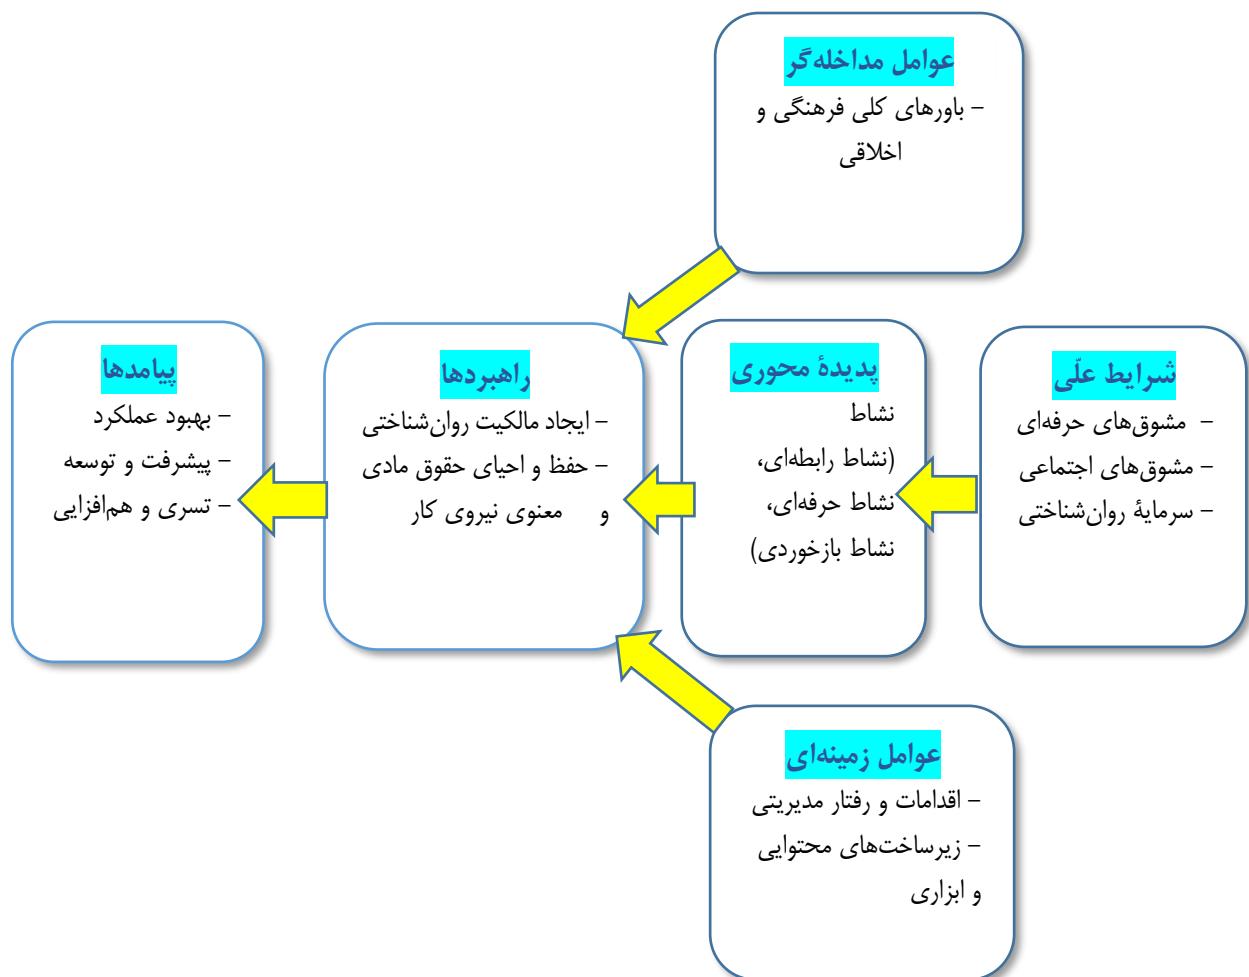 عوامل مداخله‌گر
– باورهای کلی فرهنگی و
اخلاقی
شرایط علّی
– مشوق‌های حرفه‌ای
– مشوق‌های اجتماعی
– سرمایهٔ روان‌شناختی
پدیدهٔ محوری
نشاط
(نشاط رابطه‌ای،
نشاط حرفه‌ای،
نشاط بازخوردی)
راهبردها
– ایجاد مالکیت روان‌شناختی
– حفظ و احیای حقوق مادی
و معنوی نیروی کار
پیامدها
– بهبود عملکرد
– پیشرفت و توسعه
– تسری و هم‌افزایی
عوامل زمینه‌ای
– اقدامات و رفتار مدیریتی
– زیرساخت‌های محتوایی
و ابزاری